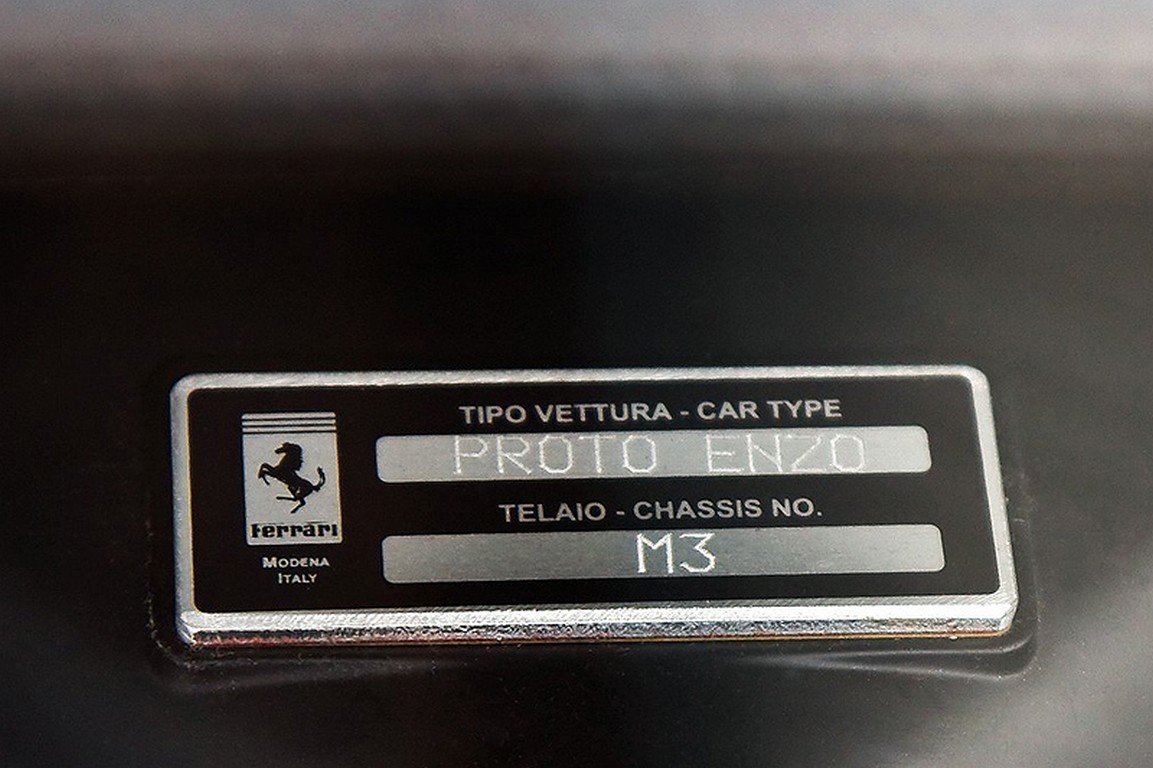 TIPO VETTURA - CAR TYPE
PROTO ENZO
TELAIO - CHASSIS NO.
M3
Ferrari
MODENA
ITALY